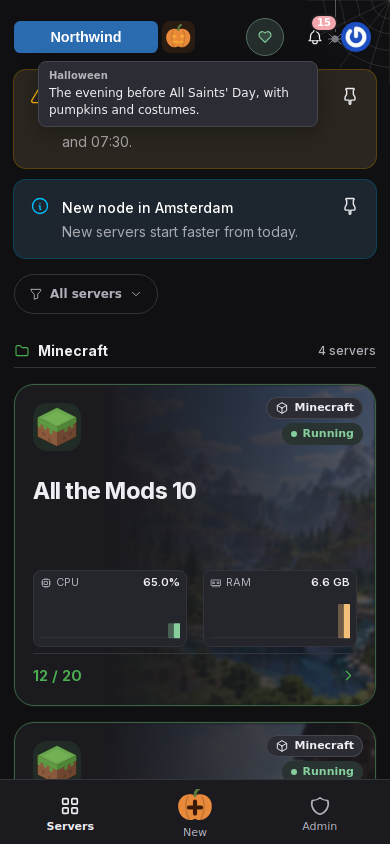 Northwind
15
Halloween
The evening before All Saints' Day, with
pumpkins and costumes.
and 07:30.
New node in Amsterdam
New servers start faster from today.
All servers
Minecraft
4 servers
Minecraft
Running
All the Mods 10
CPU
65.0%
RAM
6.6 GB
12 / 20
Minecraft
Running
Servers
New
Admin